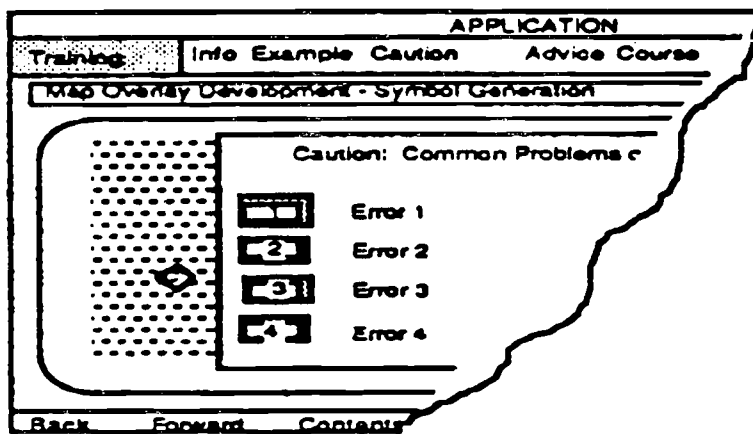 APPLICATION
Training Info Example Caution Advice Course
Map Overlay Development - Symbol Generation
Caution: Common Problems
Error 1
2 Error 2
3 Error 3
4 Error 4
Back Forward Contents